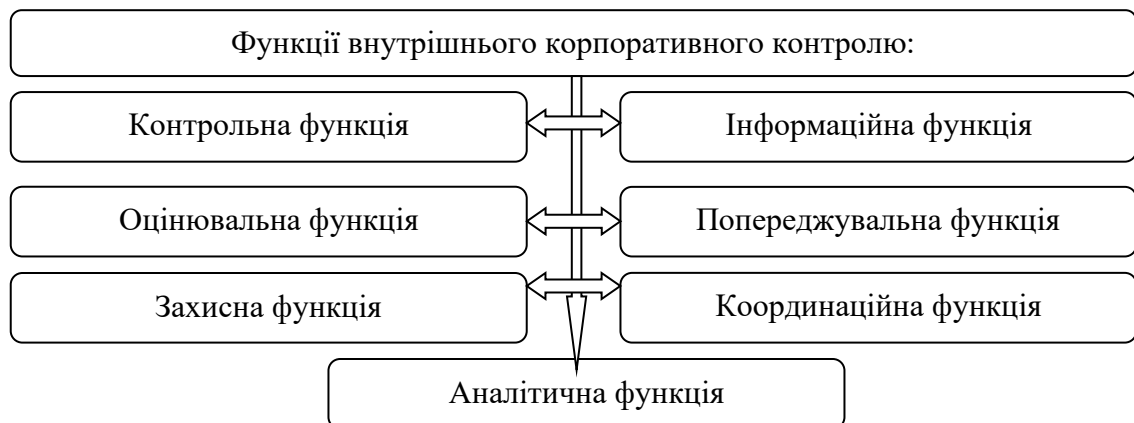 Функції внутрішнього корпоративного контролю:
Контрольна функція
Інформаційна функція
Оцінювальна функція
Попереджувальна функція
Захисна функція
Координаційна функція
Аналітична функція